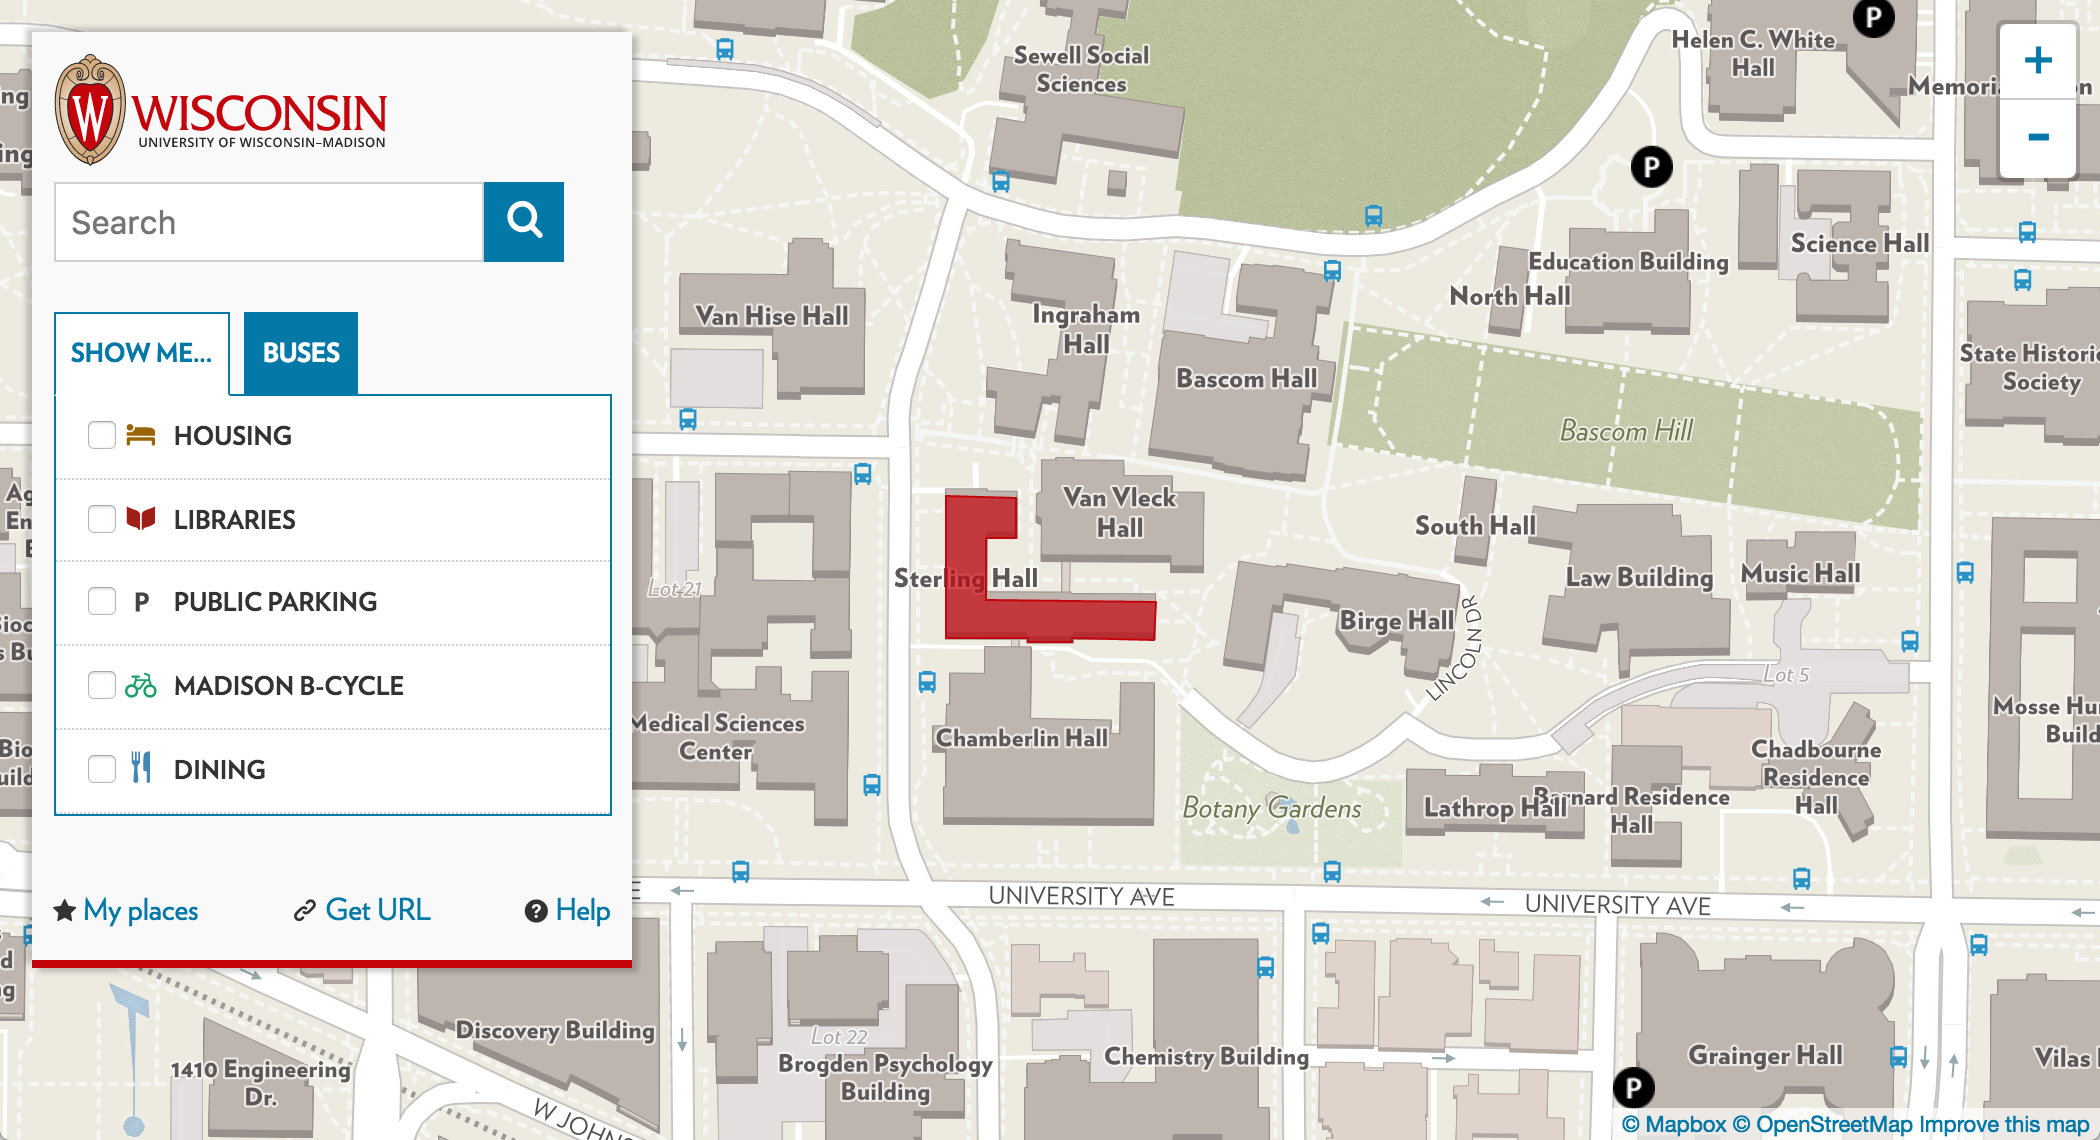 WISCONSIN
UNIVERSITY OF WISCONSIN–MADISON
Search
SHOW ME...
BUSES
HOUSING
LIBRARIES
P PUBLIC PARKING
MADISON B-CYCLE
DINING
My places
Get URL
Help
Sewell Social
Sciences
Helen C. White
Hall
P
P
+
-
Van Hise Hall
Ingraham
Hall
Bascom Hall
North Hall
Education Building
Science Hall
State Historic
Society
Bascom Hill
Van Vleck
Hall
South Hall
Sterling Hall
Lot 21
Birge Hall
LINCOLN DR
Law Building
Music Hall
Lot 5
Medical Sciences
Center
Chamberlin Hall
Botany Gardens
Lathrop Hall
Barnard Residence
Hall
Chadbourne
Residence
Hall
Mosse Hu
Build
UNIVERSITY AVE
UNIVERSITY AVE
Discovery Building
1410 Engineering
Dr.
W JOHNS
Lot 22
Brogden Psychology
Building
Chemistry Building
Grainger Hall
Vilas
P
© Mapbox © OpenStreetMap Improve this map